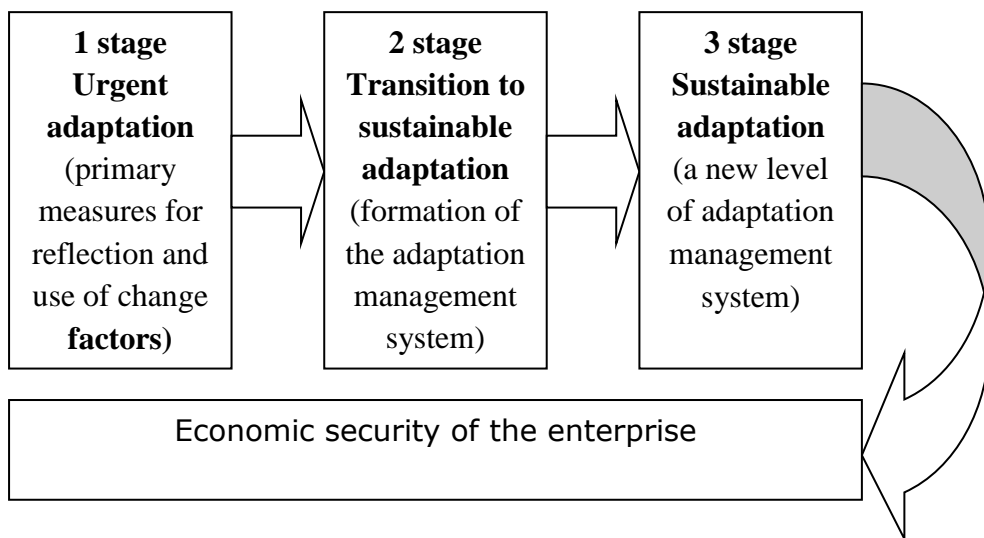 1 stage
Urgent
adaptation
(primary
measures for
reflection and
use of change
factors)
2 stage
Transition to
sustainable
adaptation
(formation of
the adaptation
management
system)
3 stage
Sustainable
adaptation
(a new level
of adaptation
management
system)
Economic security of the enterprise